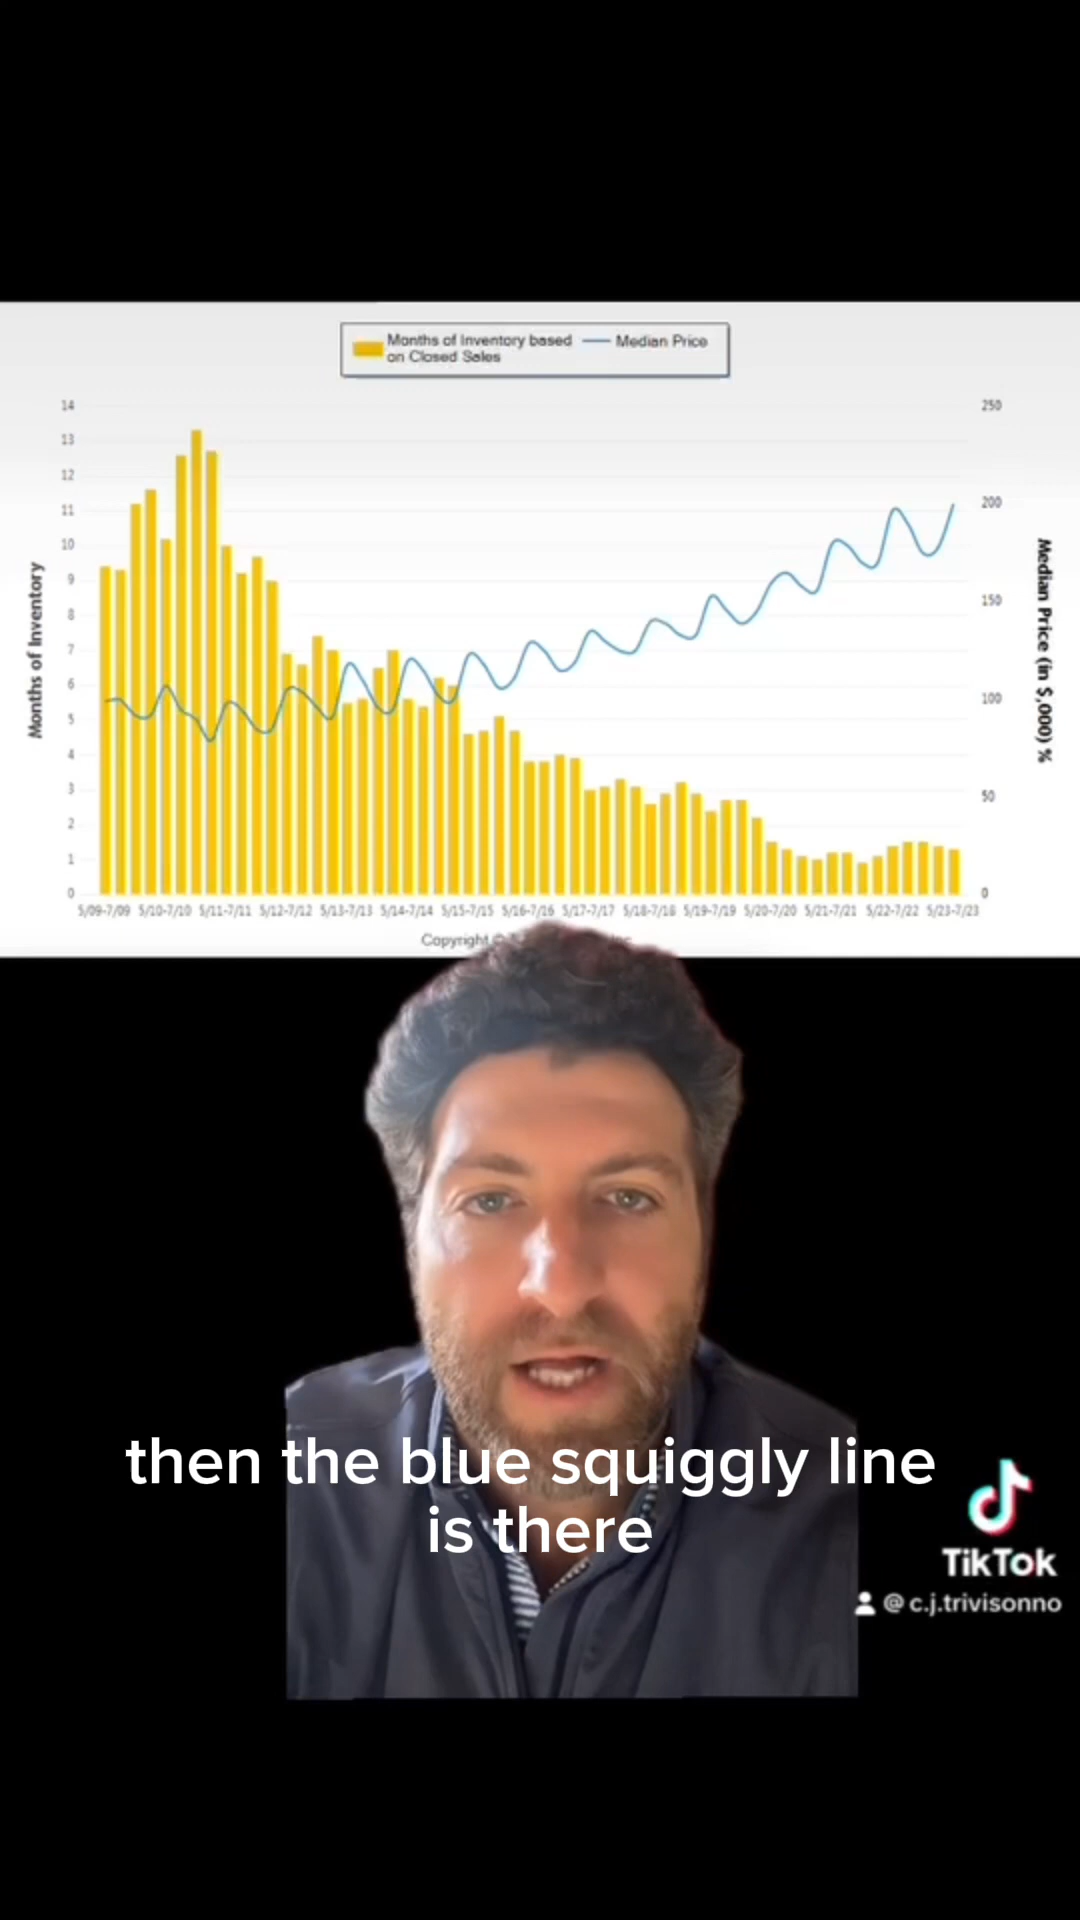 Months of Inventory based
on Closed Sales
Median Price
14
13
12
11
10
9
8
7
6
5
4
3
2
1
0
Months of Inventory
250
200
150
100
50
0
Median Price (in $,000) %
5/09-7/09 5/10-7/10 5/11-7/11 5/12-7/12 5/13-7/13 5/14-7/14 5/15-7/15 5/16-7/16 5/17-7/17 5/18-7/18 5/19-7/19 5/20-7/20 5/21-7/21 5/22-7/22 5/23-7/23
Copyright ©
then the blue squiggly line
is there
TikTok
@ c.j.trivisonno